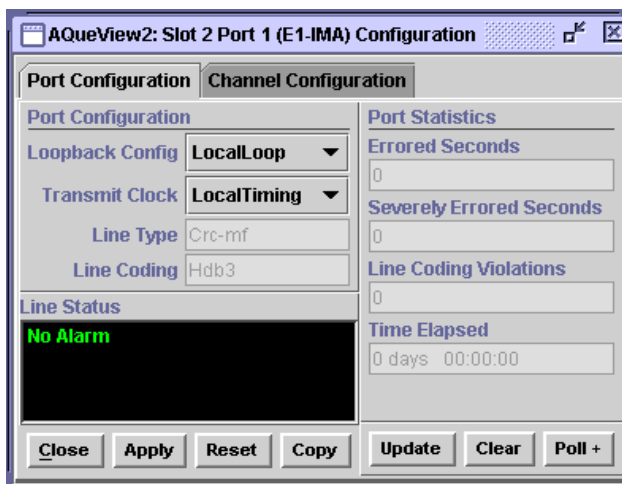 AQueView2: Slot 2 Port 1 (E1-IMA) Configuration
Port Configuration
Channel Configuration
Port Configuration
Loopback Config LocalLoop
Transmit Clock LocalTiming
Line Type Crc-mf
Line Coding Hdb3
Line Status
No Alarm
Close Apply Reset Copy
Port Statistics
Errored Seconds
0
Severely Errored Seconds
0
Line Coding Violations
0
Time Elapsed
0 days 00:00:00
Update Clear Poll +